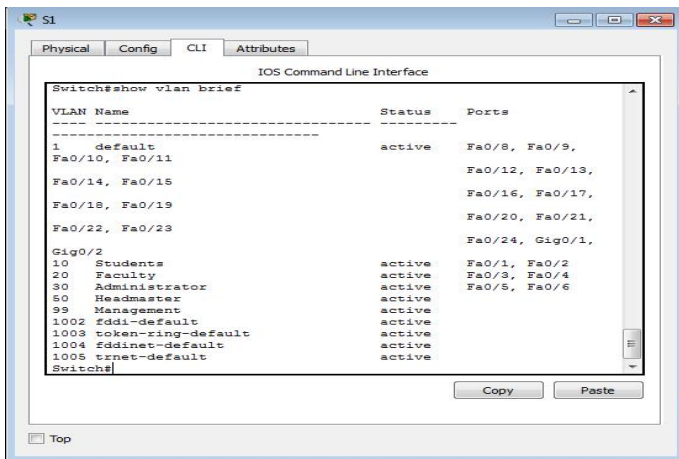 S1
Physical Config CLI Attributes
IOS Command Line Interface
Switch#show vlan brief
VLAN Name Status Ports
---- -------------------------------- ---------
-------------------------------
1 default active Fa0/8, Fa0/9,
Fa0/10, Fa0/11
Fa0/12, Fa0/13,
Fa0/14, Fa0/15
Fa0/16, Fa0/17,
Fa0/18, Fa0/19
Fa0/20, Fa0/21,
Fa0/22, Fa0/23
Fa0/24, Gig0/1,
Gig0/2
10 Students active Fa0/1, Fa0/2
20 Faculty active Fa0/3, Fa0/4
30 Administrator active Fa0/5, Fa0/6
50 Headmaster active
99 Management active
1002 fddi-default active
1003 token-ring-default active
1004 fddinet-default active
1005 trnet-default active
Switch#
Copy Paste
Top